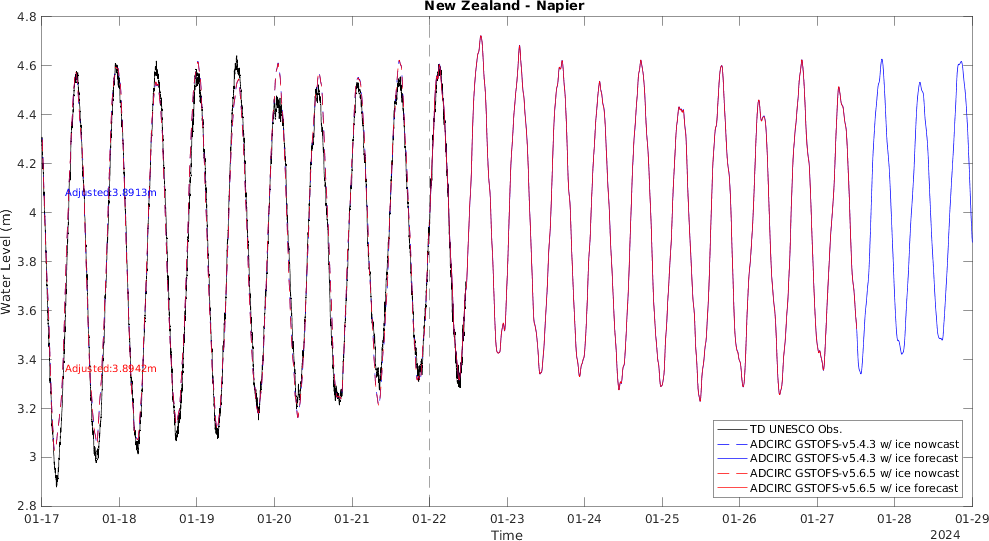 New Zealand - Napier
4.8
4.6
4.4
4.2
4
3.8
3.6
3.4
3.2
3
2.8
Water Level (m)
Adjusted:3.8913m
Adjusted:3.8942m
TD UNESCO Obs.
ADCIRC GSTOFS-v5.4.3 w/ ice nowcast
ADCIRC GSTOFS-v5.4.3 w/ ice forecast
ADCIRC GSTOFS-v5.6.5 w/ ice nowcast
ADCIRC GSTOFS-v5.6.5 w/ ice forecast
01-17 01-18 01-19 01-20 01-21 01-22 01-23 01-24 01-25 01-26 01-27 01-28 01-29
Time
2024